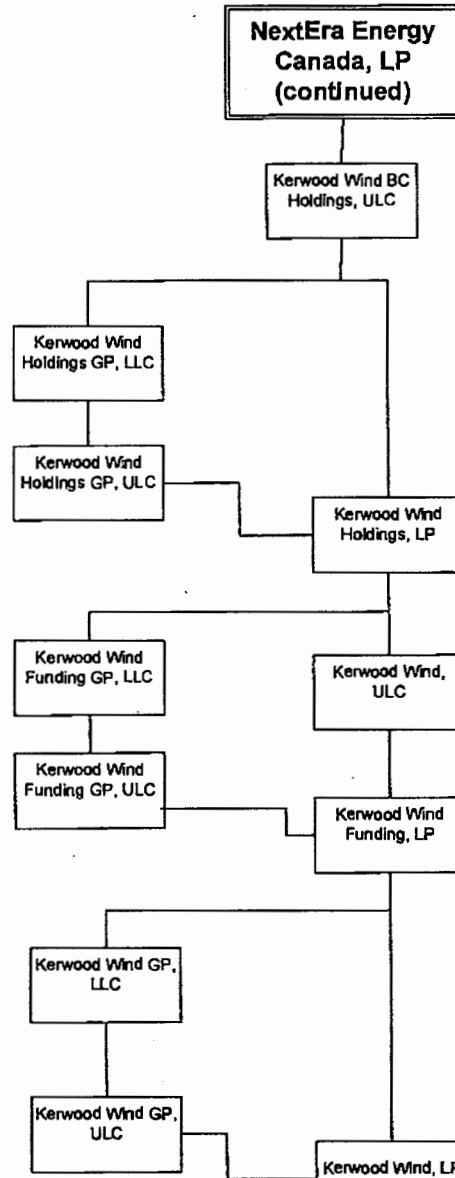 NextEra Energy
Canada, LP
(continued)
Kerwood Wind BC
Holdings, ULC
Kerwood Wind
Holdings GP, LLC
Kerwood Wind
Holdings GP, ULC
Kerwood Wind
Holdings, LP
Kerwood Wind
Funding GP, LLC
Kerwood Wind,
ULC
Kerwood Wind
Funding GP, ULC
Kerwood Wind
Funding, LP
Kerwood Wind GP,
LLC
Kerwood Wind GP,
ULC
Kerwood Wind, LP